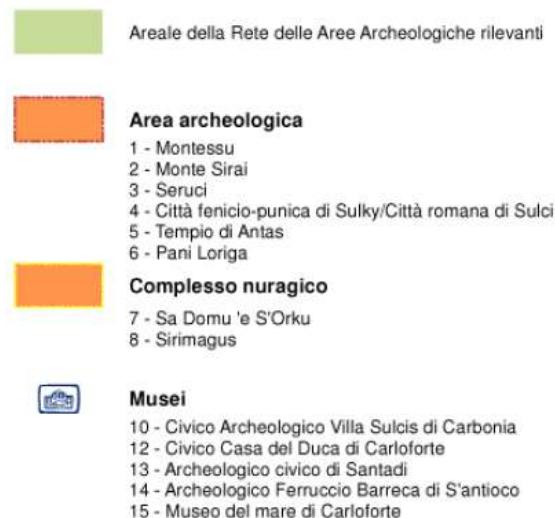 Areale della Rete delle Aree Archeologiche rilevanti
Area archeologica
1 - Montessu
2 - Monte Sirai
3 - Seruci
4 - Città fenicio-punica di Sulky/Città romana di Sulci
5 - Tempio di Antas
6 - Pani Loriga
Complesso nuragico
7 - Sa Domu 'e S'Orku
8 - Sirimagus
Musei
10 - Civico Archeologico Villa Sulcis di Carbonia
12 - Civico Casa del Duca di Carloforte
13 - Archeologico civico di Santadi
14 - Archeologico Ferruccio Barreca di S'antioco
15 - Museo del mare di Carloforte